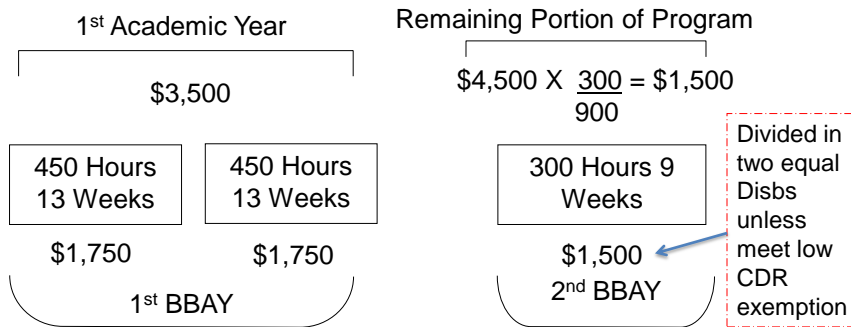 1st Academic Year
$3,500
450 Hours
13 Weeks
450 Hours
13 Weeks
$1,750
$1,750
1st BBAY
Remaining Portion of Program
$4,500 X 300 = $1,500
900
300 Hours 9
Weeks
$1,500
2nd BBAY
Divided in
two equal
Disbs
unless
meet low
CDR
exemption